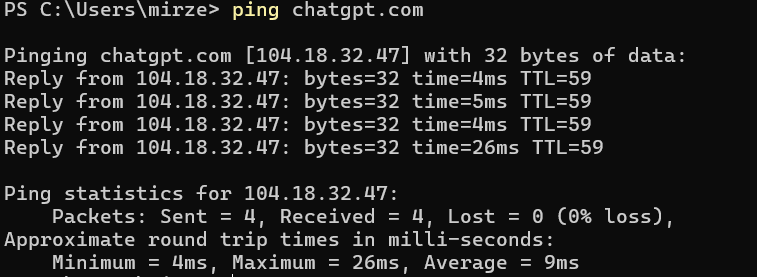 PS C:\Users\mirze> ping chatgpt.com
Pinging chatgpt.com [104.18.32.47] with 32 bytes of data:
Reply from 104.18.32.47: bytes=32 time=4ms TTL=59
Reply from 104.18.32.47: bytes=32 time=5ms TTL=59
Reply from 104.18.32.47: bytes=32 time=4ms TTL=59
Reply from 104.18.32.47: bytes=32 time=26ms TTL=59
Ping statistics for 104.18.32.47:
    Packets: Sent = 4, Received = 4, Lost = 0 (0% loss),
Approximate round trip times in milli-seconds:
    Minimum = 4ms, Maximum = 26ms, Average = 9ms